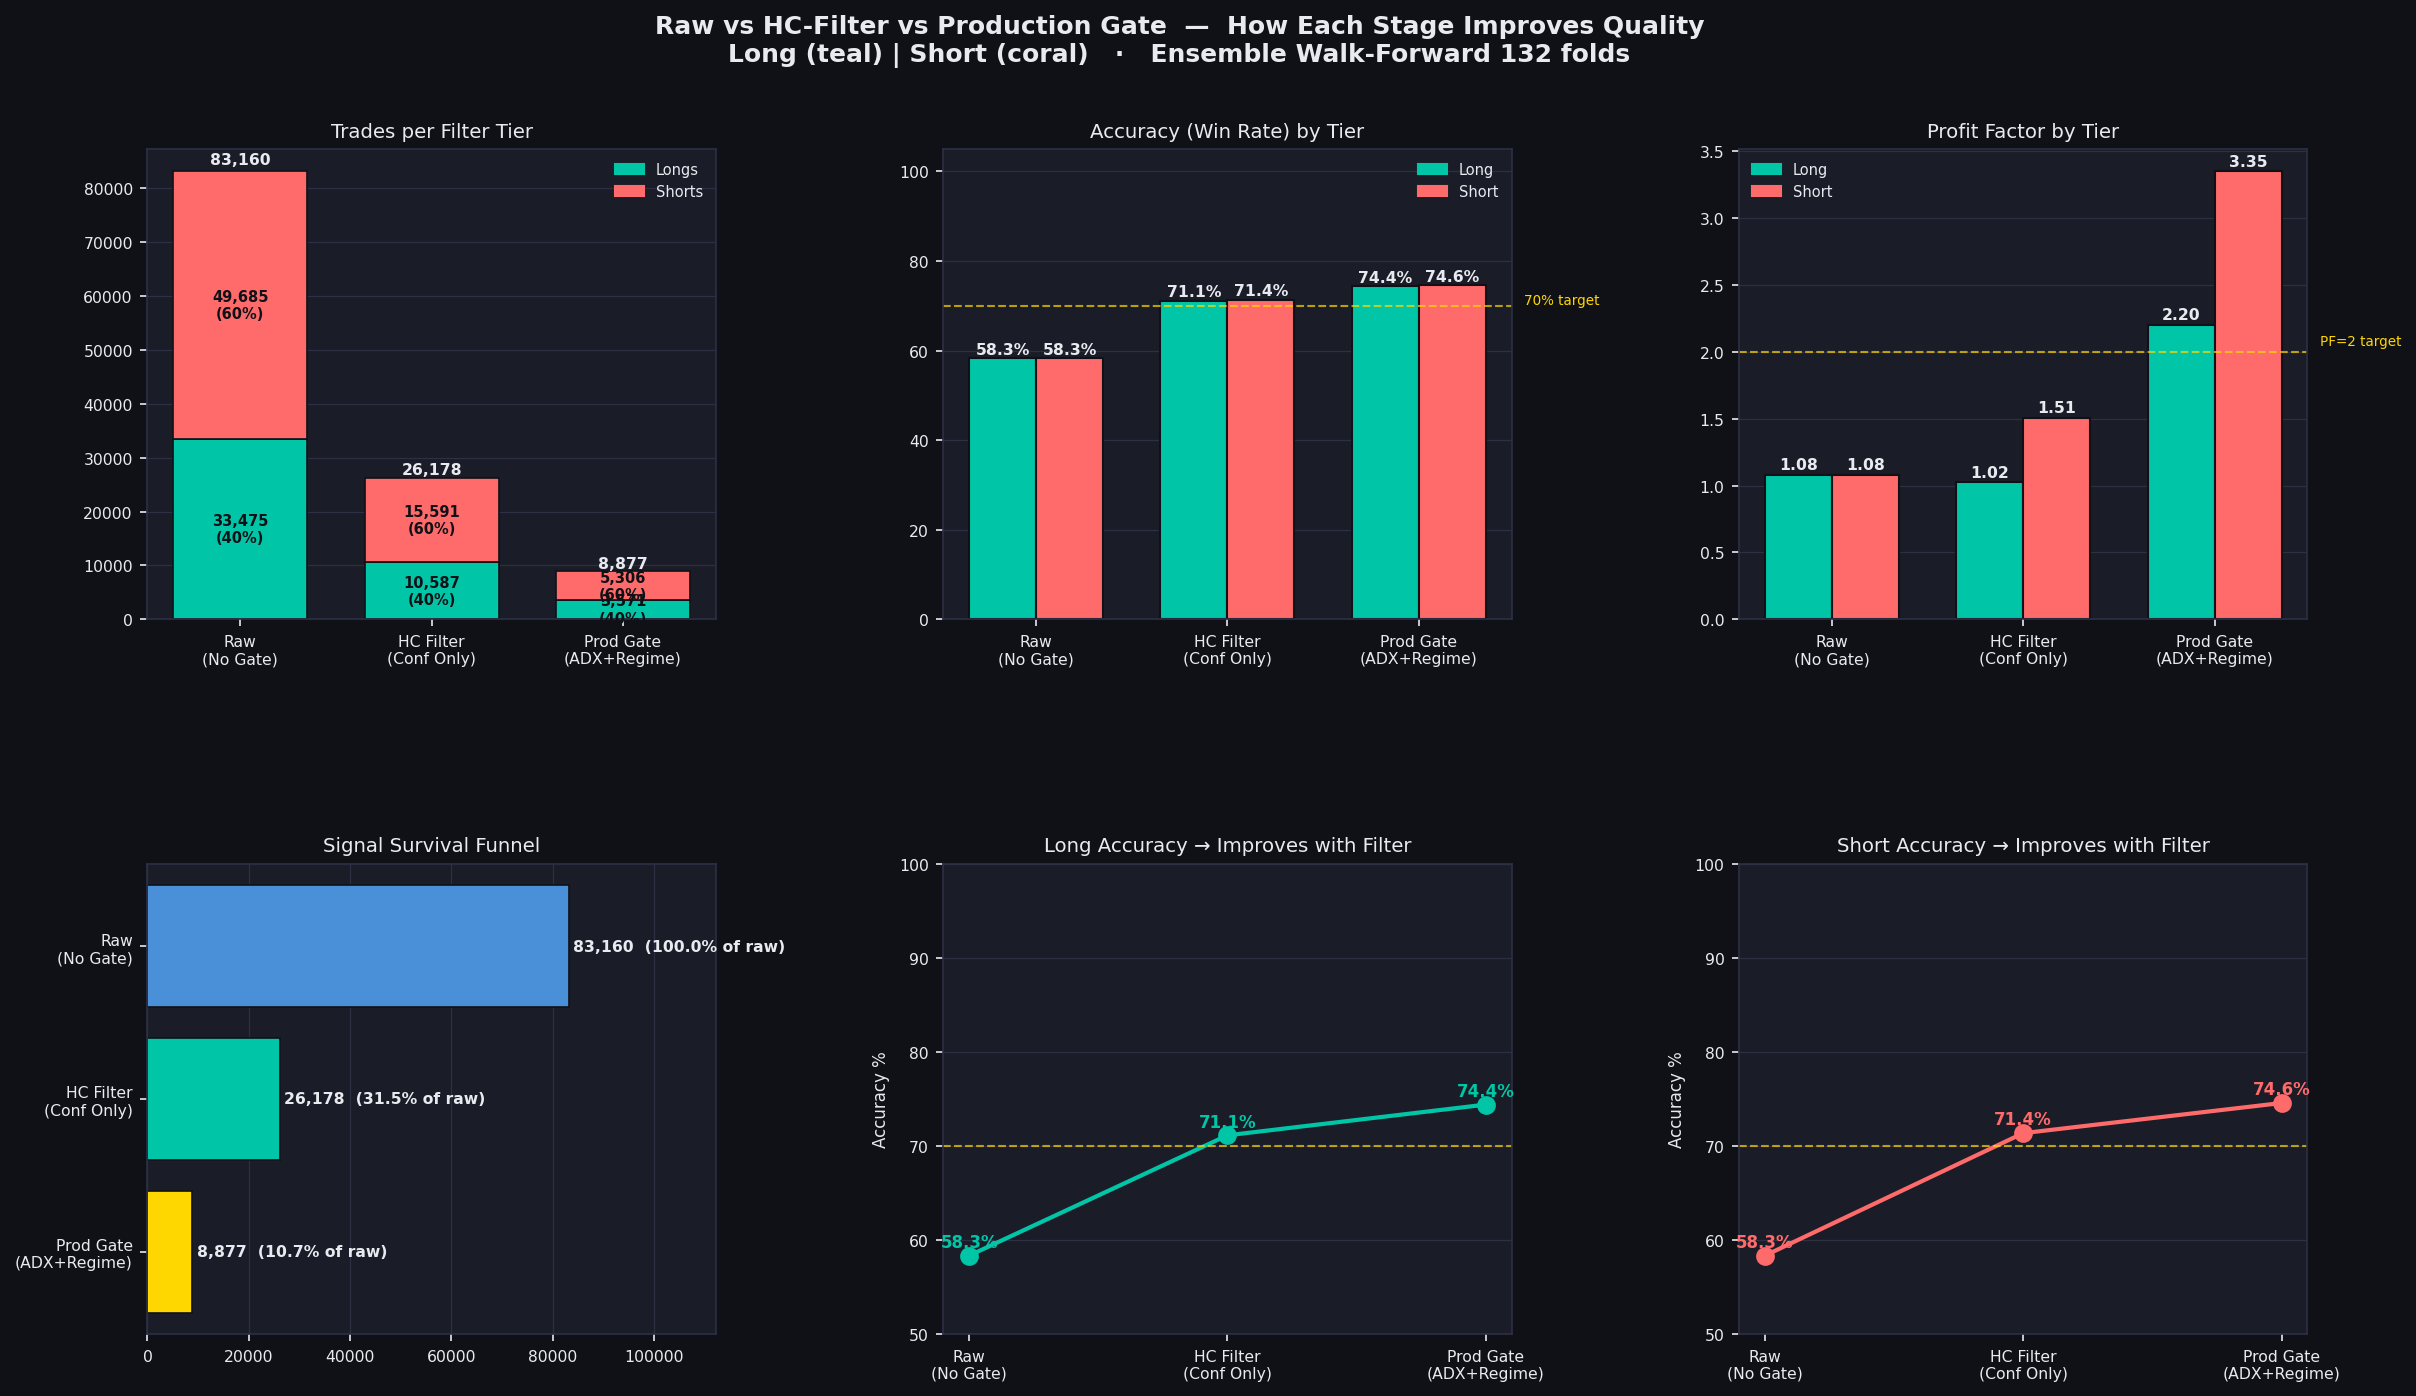 Raw vs HC-Filter vs Production Gate — How Each Stage Improves Quality
Long (teal) | Short (coral) · Ensemble Walk-Forward 132 folds
Trades per Filter Tier
83,160
Longs
Shorts
80000
70000
60000
50000
40000
30000
20000
10000
0
49,685
(60%)
33,475
(40%)
26,178
15,591
(60%)
10,587
(40%)
8,877
5,306
(60%)
3,571
(40%)
Raw
(No Gate)
HC Filter
(Conf Only)
Prod Gate
(ADX+Regime)
Accuracy (Win Rate) by Tier
Long
Short
100
80
60
40
20
0
58.3%
58.3%
71.1%
71.4%
74.4%
74.6%
70% target
Raw
(No Gate)
HC Filter
(Conf Only)
Prod Gate
(ADX+Regime)
Profit Factor by Tier
Long
Short
3.5
3.0
2.5
2.0
1.5
1.0
0.5
0.0
1.08
1.08
1.02
1.51
2.20
3.35
PF=2 target
Raw
(No Gate)
HC Filter
(Conf Only)
Prod Gate
(ADX+Regime)
Signal Survival Funnel
Raw
(No Gate)
83,160 (100.0% of raw)
HC Filter
(Conf Only)
26,178 (31.5% of raw)
Prod Gate
(ADX+Regime)
8,877 (10.7% of raw)
0
20000
40000
60000
80000
100000
Long Accuracy → Improves with Filter
Accuracy %
100
90
80
70
60
50
58.3%
71.1%
74.4%
Raw
(No Gate)
HC Filter
(Conf Only)
Prod Gate
(ADX+Regime)
Short Accuracy → Improves with Filter
Accuracy %
100
90
80
70
60
50
58.3%
71.4%
74.6%
Raw
(No Gate)
HC Filter
(Conf Only)
Prod Gate
(ADX+Regime)